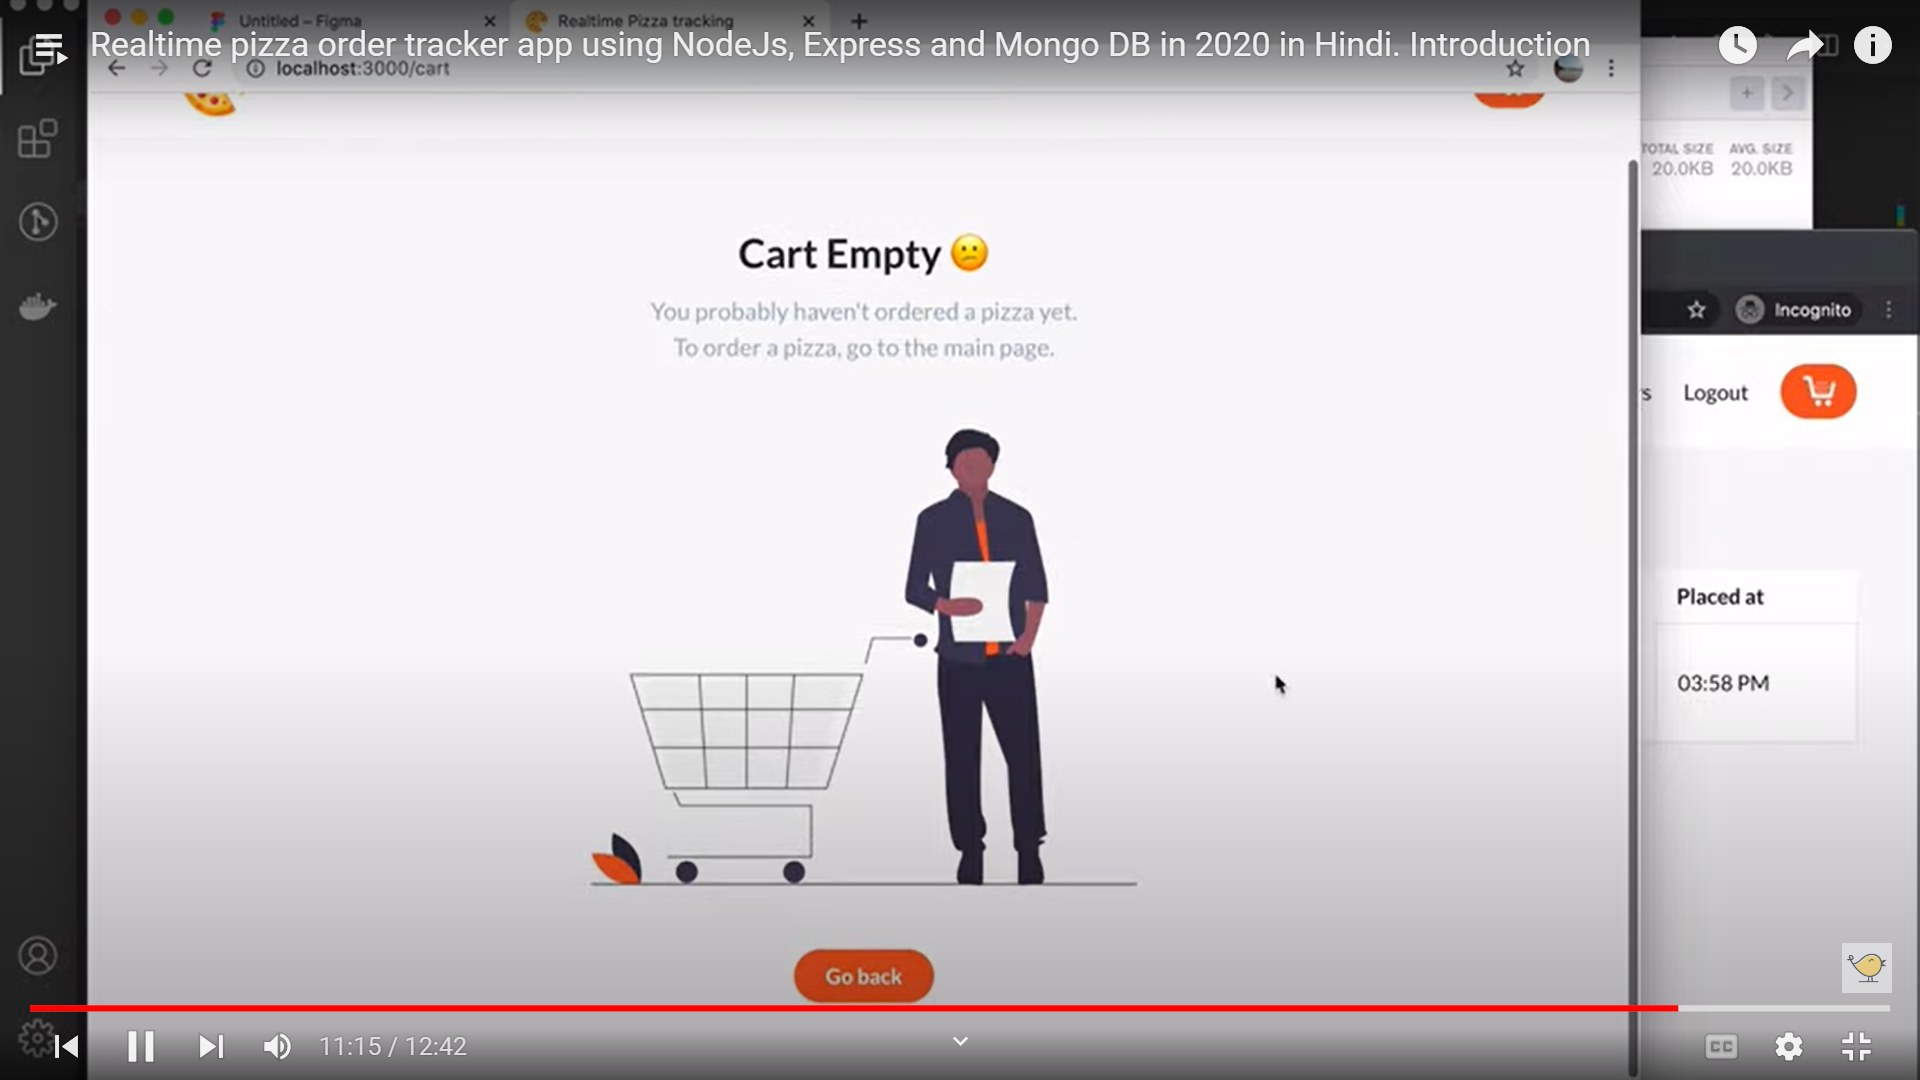 Untitled – Figma
Realtime Pizza tracking
Realtime pizza order tracker app using NodeJs, Express and Mongo DB in 2020 in Hindi. Introduction
localhost:3000/cart
TOTAL SIZE AVG. SIZE
20.0KB 20.0KB
Cart Empty
You probably haven't ordered a pizza yet.
To order a pizza, go to the main page.
Incognito
s Logout
Placed at
03:58 PM
Go back
11:15 / 12:42
CC